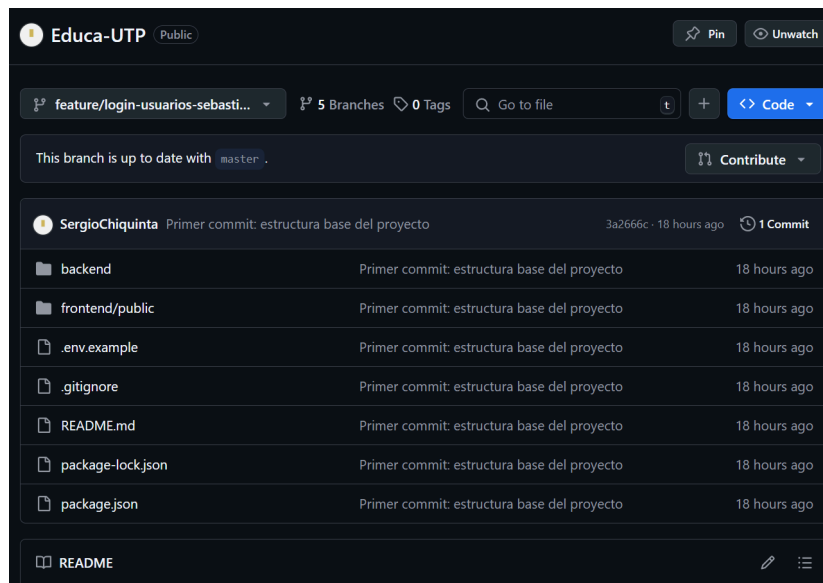 Educa-UTP Public Pin Unwatch
feature/login-usuarios-sebasti... 5 Branches 0 Tags Go to file t Code
This branch is up to date with master . Contribute
SergioChiquinta Primer commit: estructura base del proyecto 3a2666c · 18 hours ago 1 Commit
backend Primer commit: estructura base del proyecto 18 hours ago
frontend/public Primer commit: estructura base del proyecto 18 hours ago
.env.example Primer commit: estructura base del proyecto 18 hours ago
.gitignore Primer commit: estructura base del proyecto 18 hours ago
README.md Primer commit: estructura base del proyecto 18 hours ago
package-lock.json Primer commit: estructura base del proyecto 18 hours ago
package.json Primer commit: estructura base del proyecto 18 hours ago
README